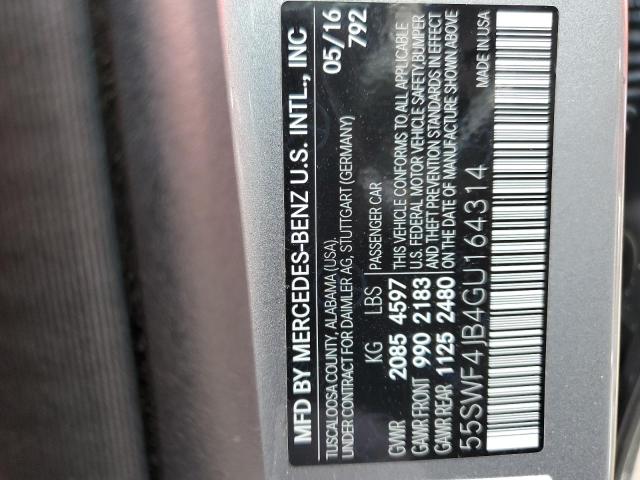 MFD BY MERCEDES-BENZ U.S. INTL., INC
TUSCALOOSA COUNTY, ALABAMA (USA).
UNDER CONTRACT FOR DAIMLER AG, STUTTGART (GERMANY)
05/16
792
KG LBS PASSENGER CAR
GVWR 2085 4597
GAWR FRONT 990 2183
GAWR REAR 1125 2480
THIS VEHICLE CONFORMS TO ALL APPLICABLE
U.S. FEDERAL MOTOR VEHICLE SAFETY,BUMPER
AND THEFT PREVENTION STANDARDS IN EFFECT
ON THE DATE OF MANUFACTURE SHOWN ABOVE
55SWF4JB4GU164314
MADE IN USA